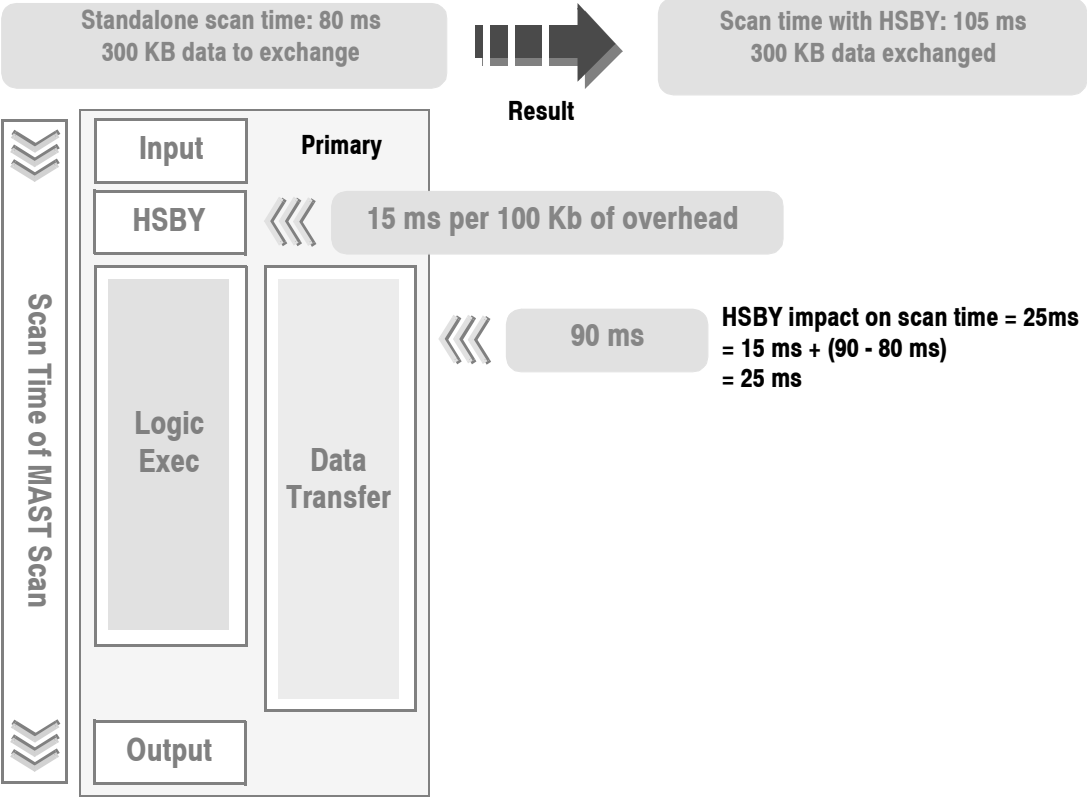 Standalone scan time: 80 ms
300 KB data to exchange
Result
Scan time with HSBY: 105 ms
300 KB data exchanged
Scan Time of MAST Scan
Input
Primary
HSBY
15 ms per 100 Kb of overhead
Logic
Exec
Data
Transfer
90 ms
HSBY impact on scan time = 25ms
= 15 ms + (90 - 80 ms)
= 25 ms
Output